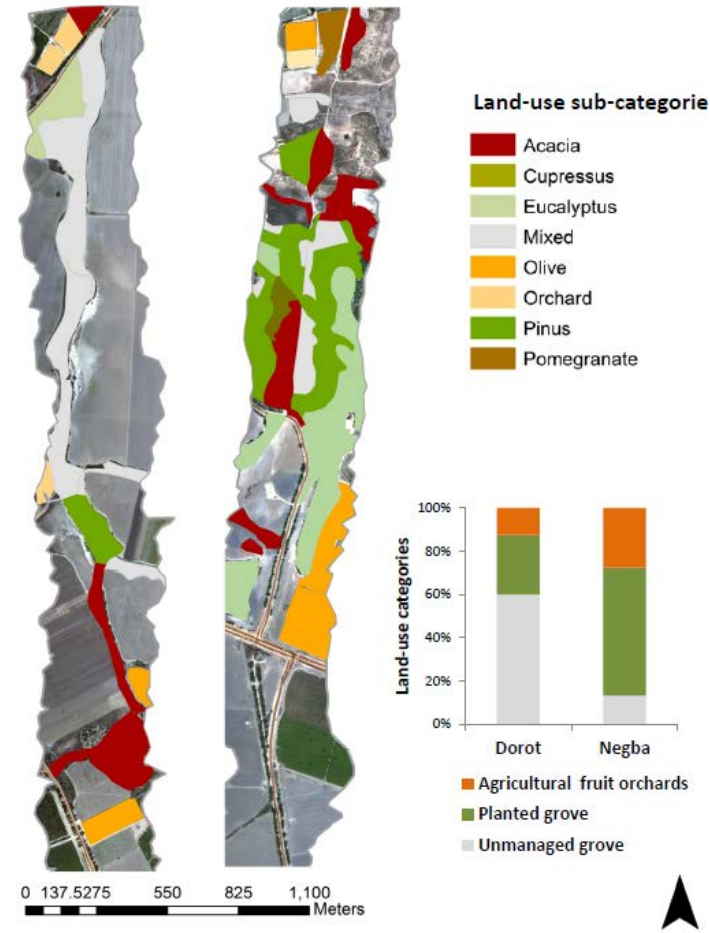 Land-use sub-categorie
Acacia
Cupressus
Eucalyptus
Mixed
Olive
Orchard
Pinus
Pomegranate
Land-use categories
100%
80%
60%
40%
20%
0%
Dorot
Negba
Agricultural fruit orchards
Planted grove
Unmanaged grove
0 137.5275 550 825 1,100
Meters